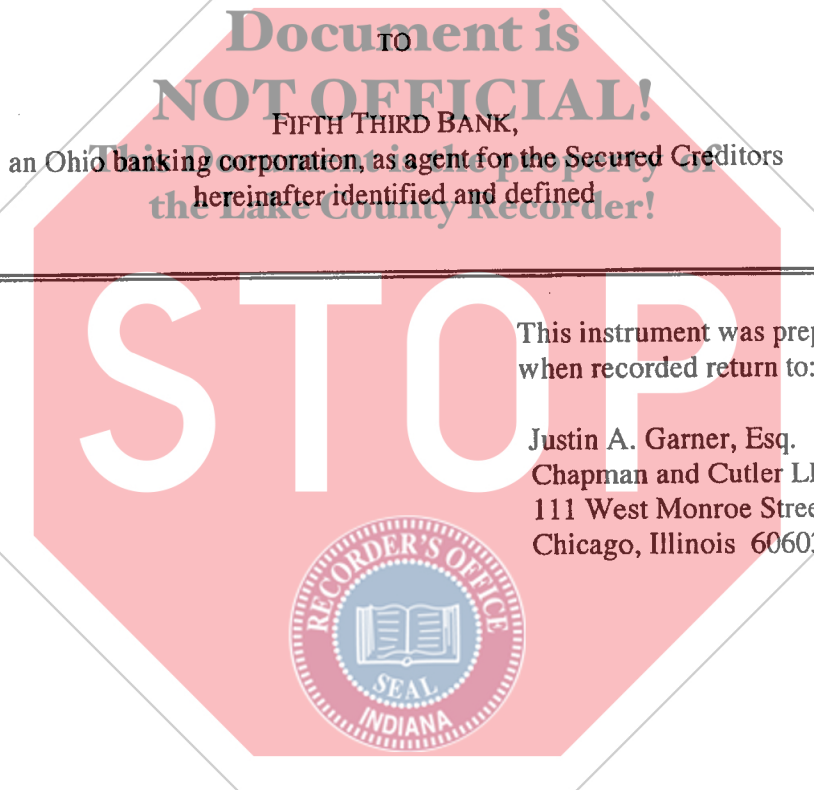 Document is
TO
NOT OFFICIAL!
FIFTH THIRD BANK,
This Document is the property of
an Ohio banking corporation, as agent for the Secured Creditors
hereinafter identified and defined
the Lake County Recorder!
STOP
This instrument was prep
when recorded return to:
Justin A. Garner, Esq.
Chapman and Cutler LL
111 West Monroe Stree
Chicago, Illinois 60603
RECORDER'S OFFICE
SEAL
INDIANA